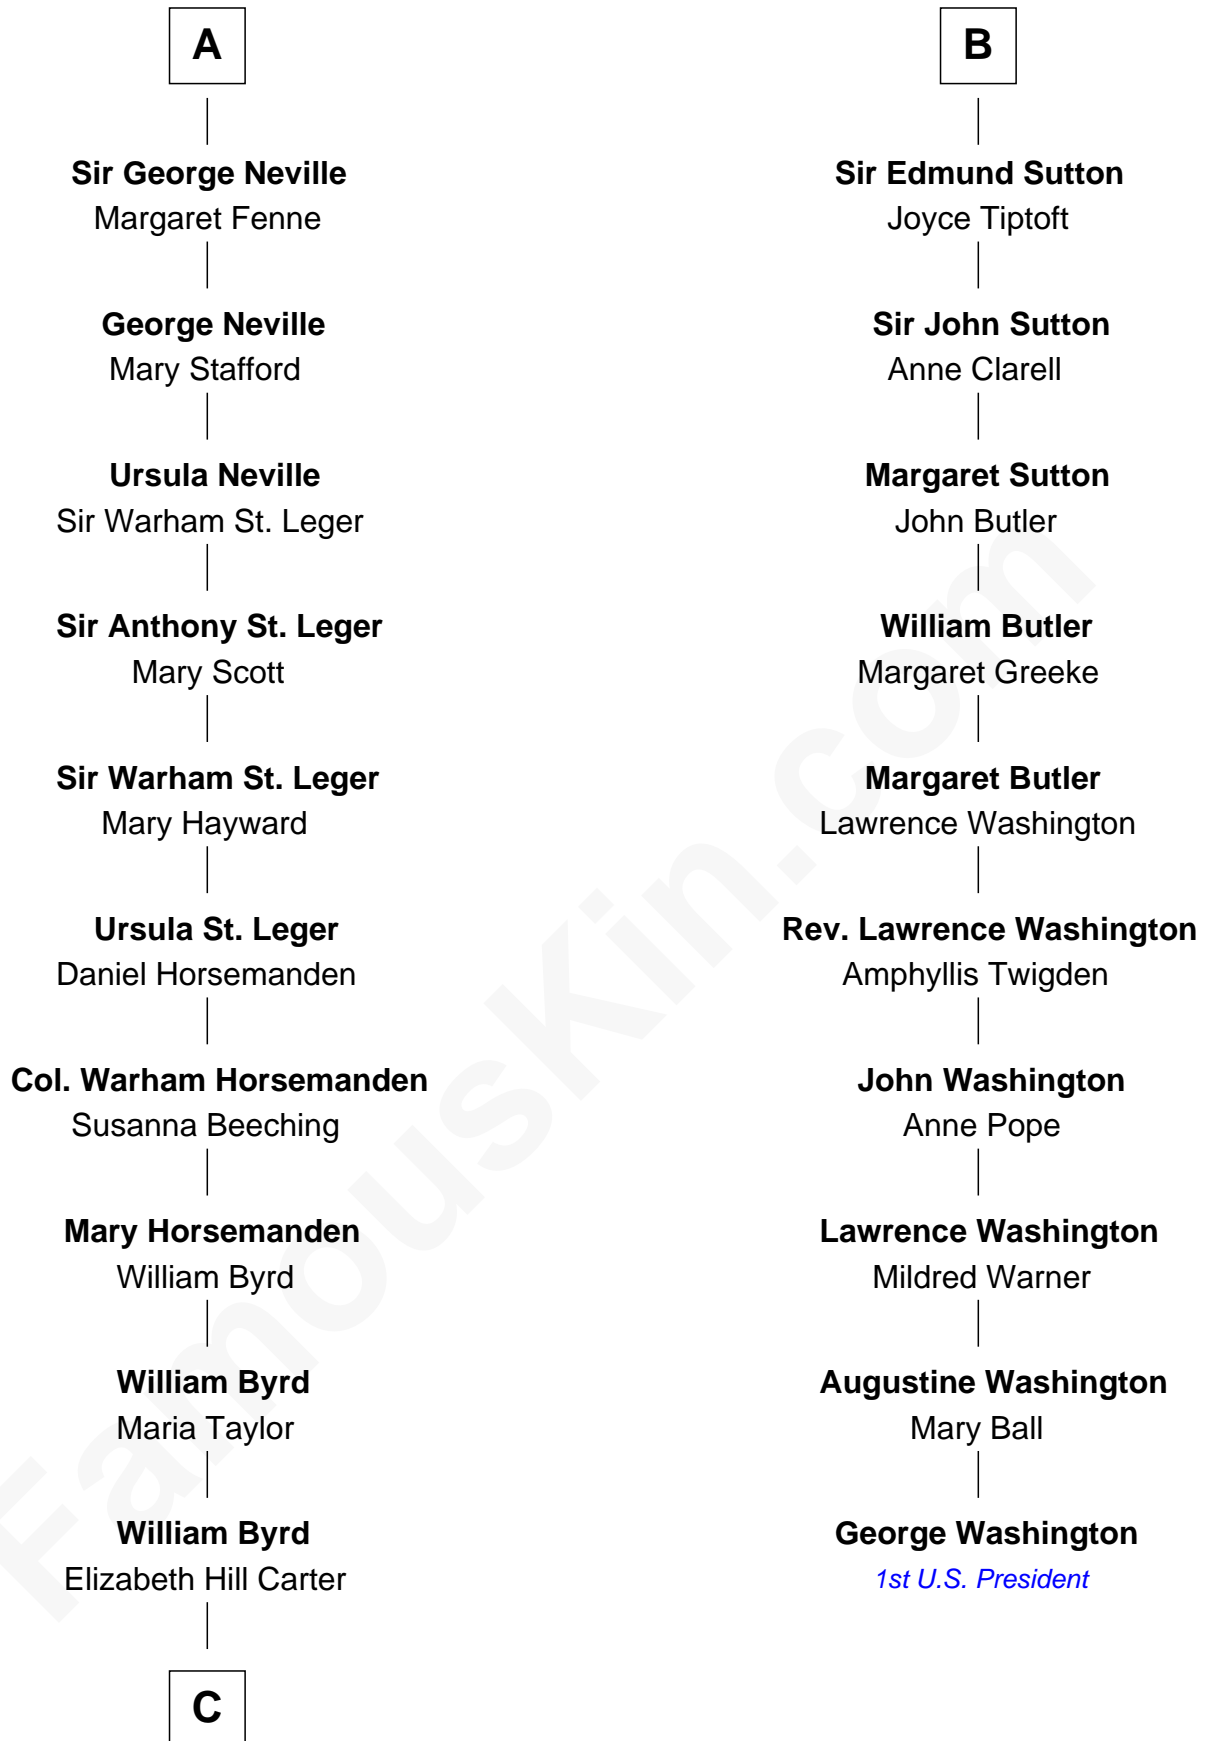 A
Sir George Neville
Margaret Fenne
George Neville
Mary Stafford
Ursula Neville
Sir Warham St. Leger
Sir Anthony St. Leger
Mary Scott
Sir Warham St. Leger
Mary Hayward
Ursula St. Leger
Daniel Horsemanden
Col. Warham Horsemanden
Susanna Beeching
Mary Horsemanden
William Byrd
William Byrd
Maria Taylor
William Byrd
Elizabeth Hill Carter
C
B
Sir Edmund Sutton
Joyce Tiptoft
Sir John Sutton
Anne Clarell
Margaret Sutton
John Butler
William Butler
Margaret Greeke
Margaret Butler
Lawrence Washington
Rev. Lawrence Washington
Amphyllis Twigden
John Washington
Anne Pope
Lawrence Washington
Mildred Warner
Augustine Washington
Mary Ball
George Washington
1st U.S. President
FamousKin.com